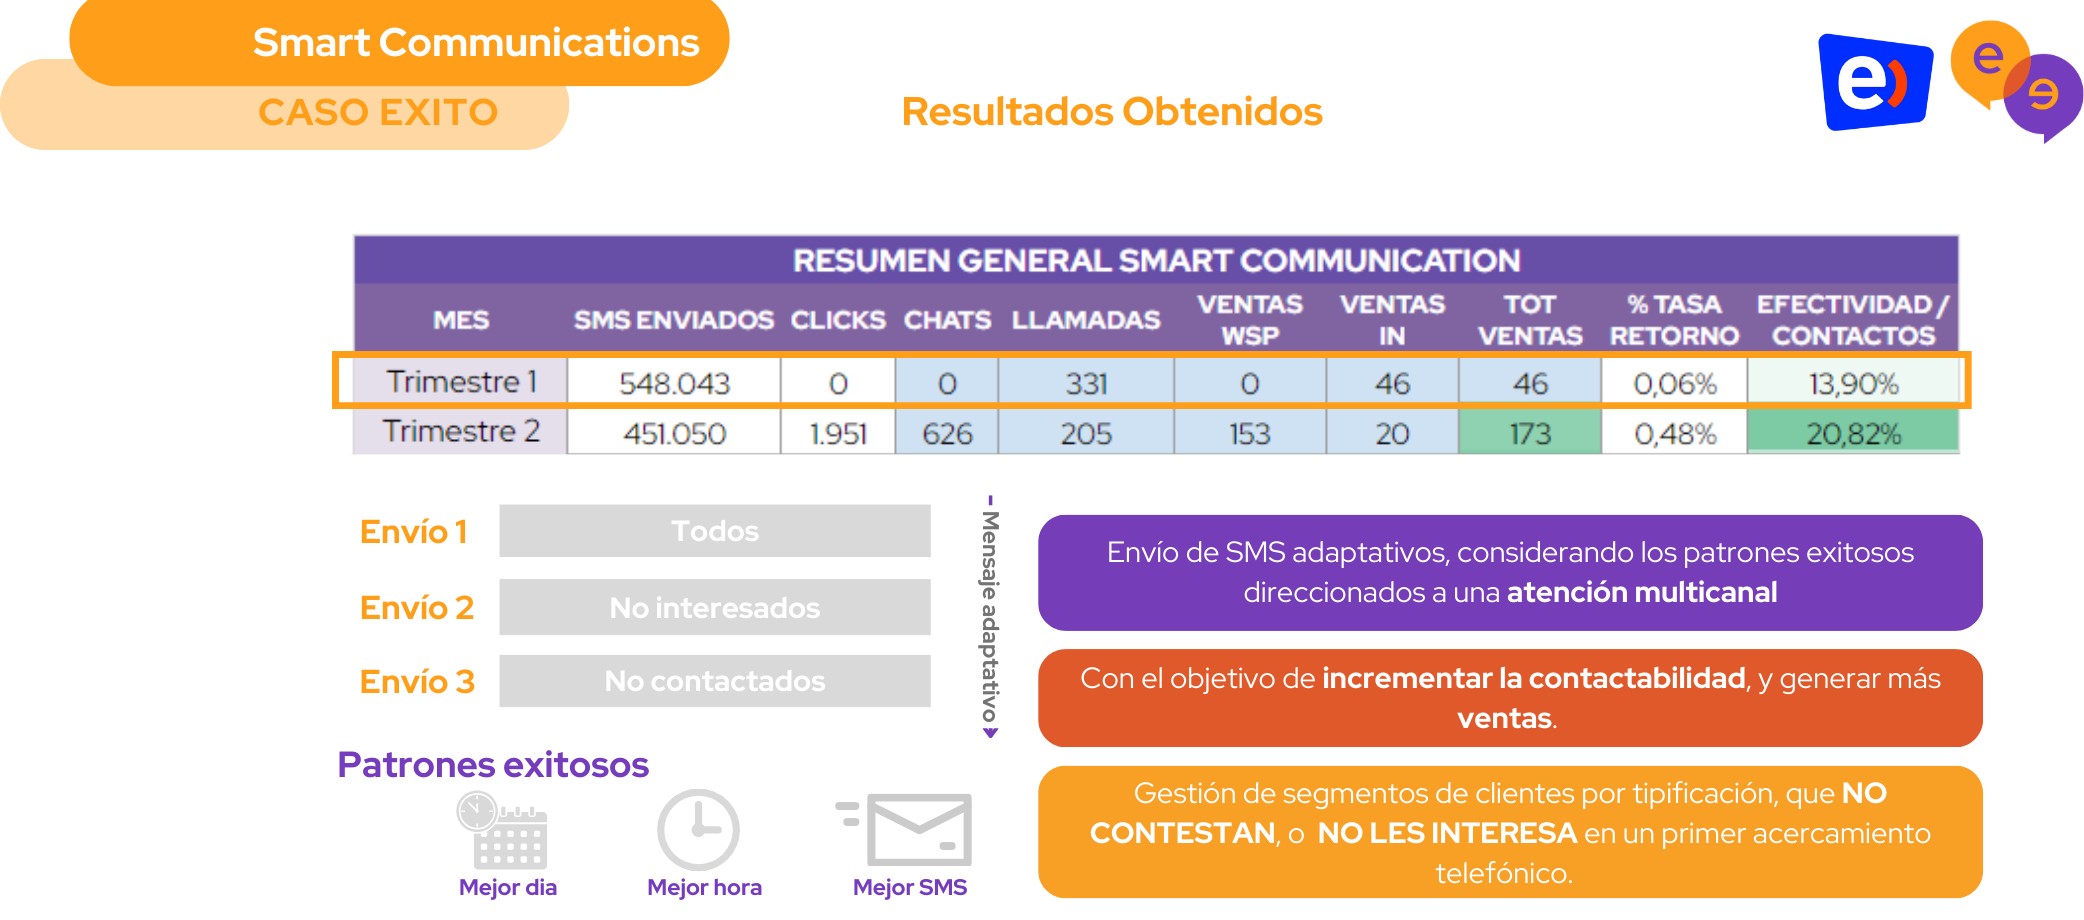 Smart Communications
CASO EXITO
Resultados Obtenidos
e)
e
e
RESUMEN GENERAL SMART COMMUNICATION
MES SMS ENVIADOS CLICKS CHATS LLAMADAS VENTAS WSP VENTAS IN TOT VENTAS % TASA RETORNO EFECTIVIDAD / CONTACTOS
Trimestre 1 548.043 0 0 331 0 46 46 0,06% 13,90%
Trimestre 2 451.050 1.951 626 205 153 20 173 0,48% 20,82%
Envío 1 Todos
Envío 2 No interesados
Envío 3 No contactados
Mensaje adaptativo
Patrones exitosos
Mejor dia
Mejor hora
Mejor SMS
Envío de SMS adaptativos, considerando los patrones exitosos
direccionados a una atención multicanal
Con el objetivo de incrementar la contactabilidad, y generar más
ventas.
Gestión de segmentos de clientes por tipificación, que NO
CONTESTAN, o NO LES INTERESA en un primer acercamiento
telefónico.